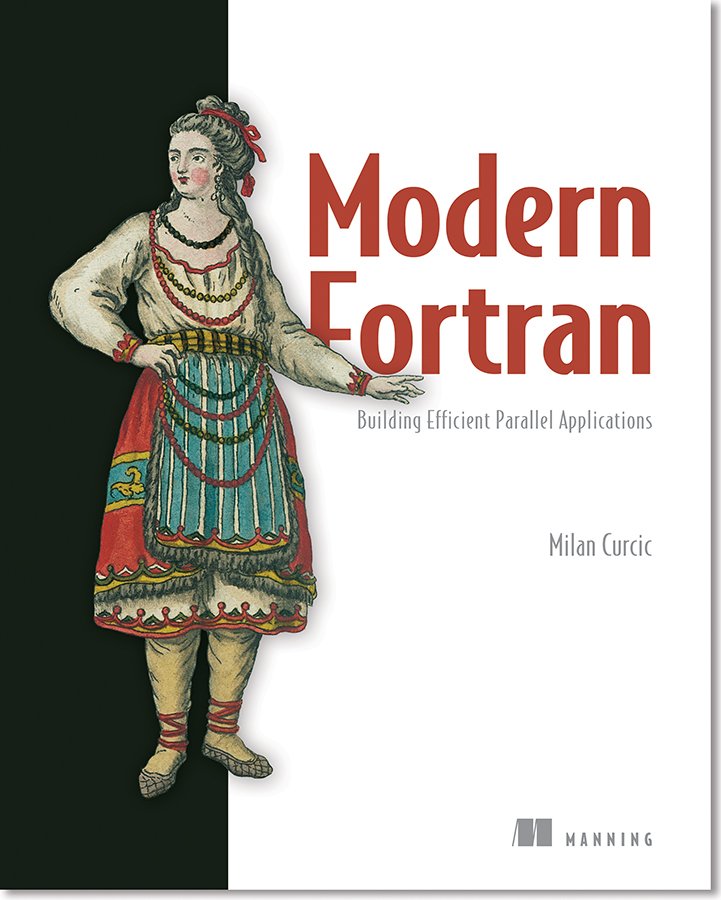 Modern
Fortran
Building Efficient Parallel Applications
Milan Curcic
MANNING